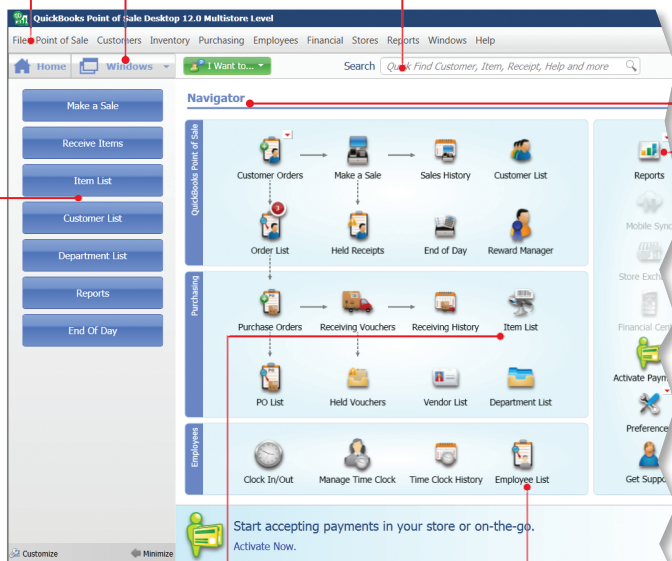 QuickBooks Point of Sale Desktop 12.0 Multistore Level
File Point of Sale Customers Inventory Purchasing Employees Financial Stores Reports Windows Help
Home Windows I Want to... Search Quick Find Customer, Item, Receipt, Help and more
Make a Sale
Receive Items
Item List
Customer List
Department List
Reports
End Of Day
Customize Minimize
Navigator
QuickBooks Point of Sale
Customer Orders Make a Sale Sales History Customer List
3
Order List Held Receipts End of Day Reward Manager
Purchasing
Purchase Orders Receiving Vouchers Receiving History Item List
PO List Held Vouchers Vendor List Department List
Employees
Clock In/Out Manage Time Clock Time Clock History Employee List
Reports
Mobile Sync
Store Exch
Financial Cen
Activate Paym
Preference
Get Suppo
Start accepting payments in your store or on-the-go.
Activate Now.